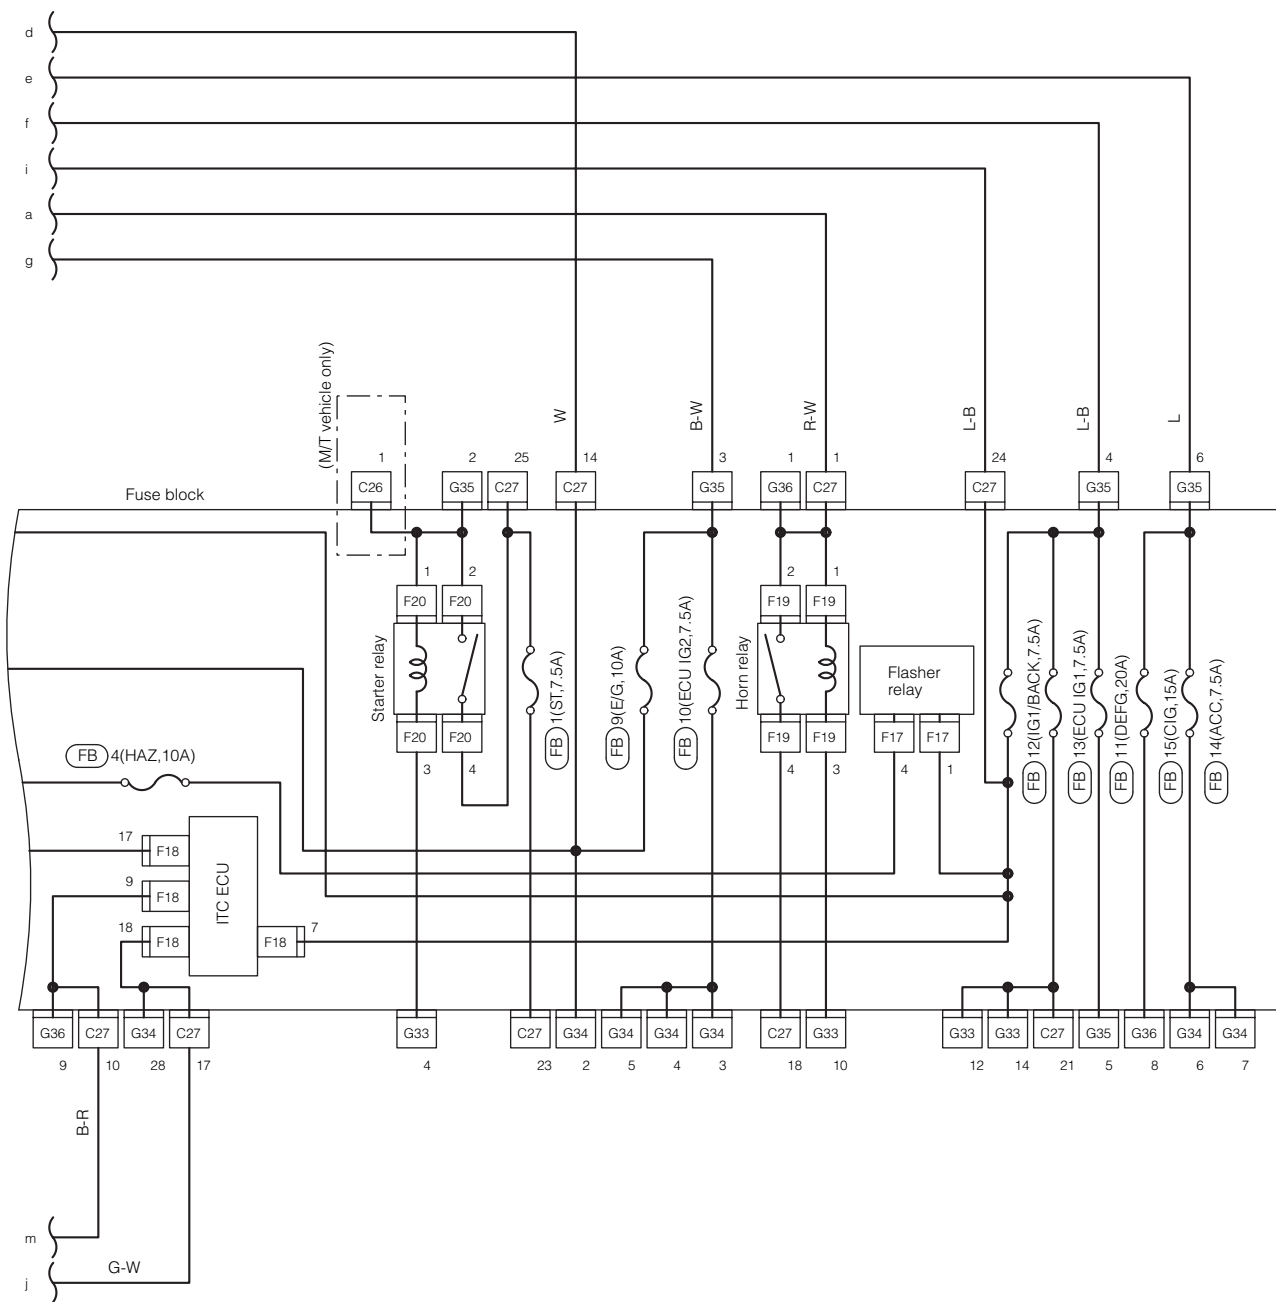 d
e
f
i
a
g
(M/T vehicle only)
W
B-W
R-W
L-B
L-B
L
1
2
25
14
3
1
1
24
4
6
Fuse block
C26
G35
C27
C27
G35
G36
C27
C27
G35
G35
1
2
2
1
F20
F20
F19
F19
Starter relay
Horn relay
Flasher
relay
FB 1(ST,7.5A)
FB 9(E/G,10A)
FB 10(ECU IG2,7.5A)
FB 12(IG1/BACK,7.5A)
FB 13(ECU IG1,7.5A)
FB 11(DEFG,20A)
FB 15(CIG,15A)
FB 14(ACC,7.5A)
F20
F20
F19
F19
F17
F17
3
4
4
3
4
1
FB 4(HAZ,10A)
17
F18
9
F18
18
F18
ITC ECU
F18
7
G36
C27
G34
C27
G33
C27
G34
G34
G34
G34
C27
G33
G33
G33
C27
G35
G36
G34
G34
9
10
28
17
4
23
2
5
4
3
18
10
12
14
21
5
8
6
7
B-R
m
G-W
j